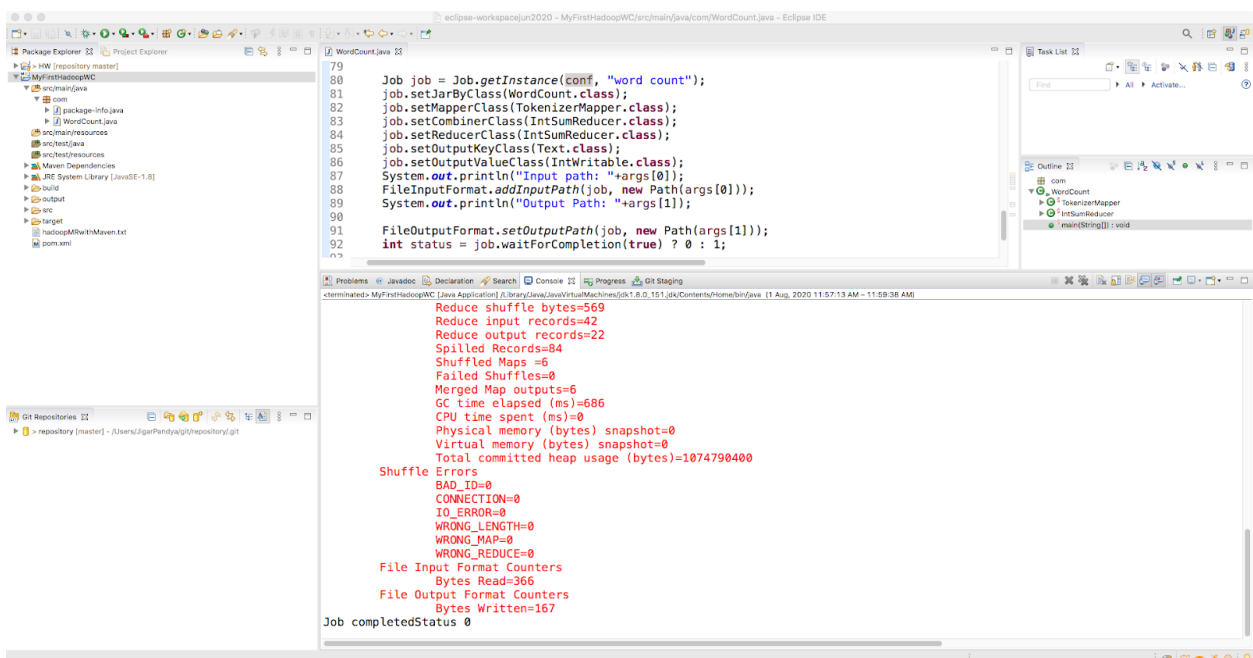 eclipse-workspacejun2020 - MyFirstHadoopWC/src/main/java/com/WordCount.java - Eclipse IDE
Package Explorer
Project Explorer
> HW [repository master]
MyFirstHadoopWC
src/main/java
com
package-info.java
WordCount.java
src/main/resources
src/test/java
src/test/resources
Maven Dependencies
JRE System Library [JavaSE-1.8]
build
output
src
target
hadoopMRwithMaven.txt
pom.xml
Git Repositories
> repository [master] - /Users/JigarPandya/git/repository/.git
WordCount.java
79
80 Job job = Job.getInstance(conf, "word count");
81 job.setJarByClass(WordCount.class);
82 job.setMapperClass(TokenizerMapper.class);
83 job.setCombinerClass(IntSumReducer.class);
84 job.setReducerClass(IntSumReducer.class);
85 job.setOutputKeyClass(Text.class);
86 job.setOutputValueClass(IntWritable.class);
87 System.out.println("Input path: "+args[0]);
88 FileInputFormat.addInputPath(job, new Path(args[0]));
89 System.out.println("Output Path: "+args[1]);
90
91 FileOutputFormat.setOutputPath(job, new Path(args[1]));
92 int status = job.waitForCompletion(true) ? 0 : 1;
93
Task List
Find
All
Activate...
Outline
com
WordCount
TokenizerMapper
IntSumReducer
main(String[]) : void
Problems
Javadoc
Declaration
Search
Console
Progress
Git Staging
<terminated> MyFirstHadoopWC [Java Application] /Library/Java/JavaVirtualMachines/jdk1.8.0_151.jdk/Contents/Home/bin/java (1 Aug, 2020 11:57:13 AM – 11:59:38 AM)
Reduce shuffle bytes=569
Reduce input records=42
Reduce output records=22
Spilled Records=84
Shuffled Maps =6
Failed Shuffles=0
Merged Map outputs=6
GC time elapsed (ms)=686
CPU time spent (ms)=0
Physical memory (bytes) snapshot=0
Virtual memory (bytes) snapshot=0
Total committed heap usage (bytes)=1074790400
Shuffle Errors
BAD_ID=0
CONNECTION=0
IO_ERROR=0
WRONG_LENGTH=0
WRONG_MAP=0
WRONG_REDUCE=0
File Input Format Counters
Bytes Read=366
File Output Format Counters
Bytes Written=167
Job completedStatus 0